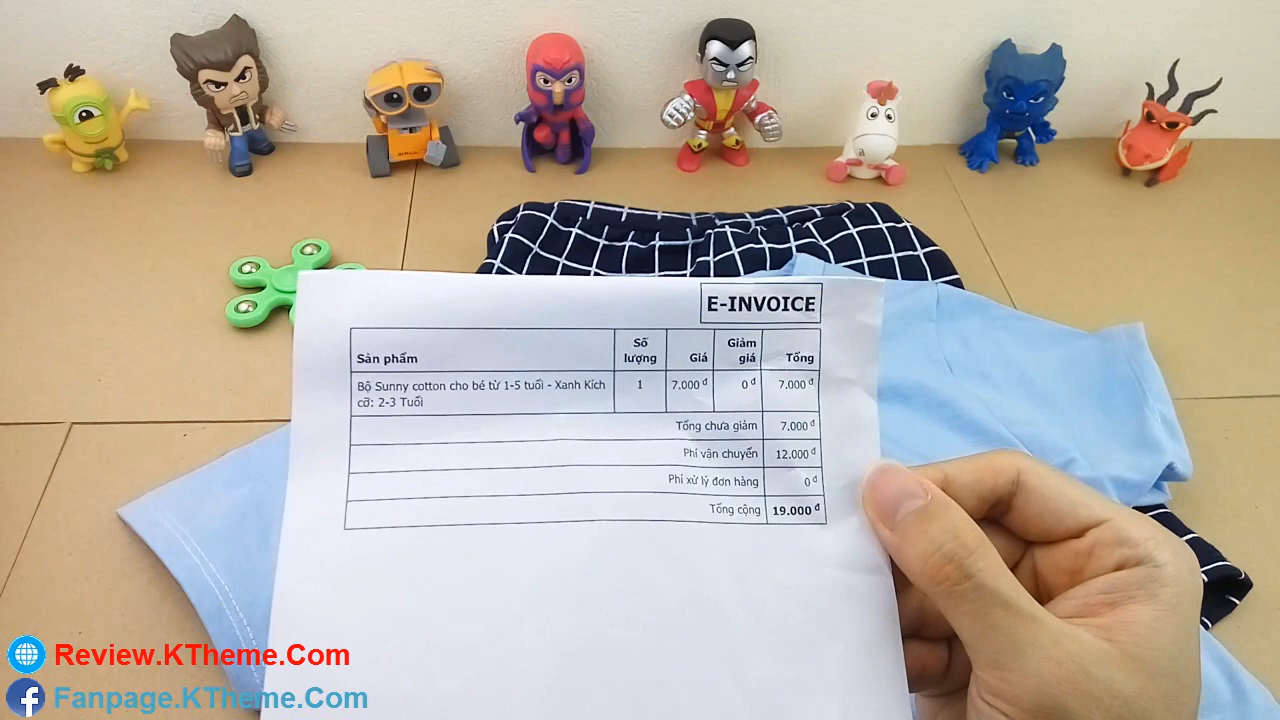 E-INVOICE
Sản phẩm Số lượng Giá Giảm giá Tổng
Bộ Sunny cotton cho bé từ 1-5 tuổi - Xanh Kích 1 7.000 đ 0 đ 7.000 đ
cỡ: 2-3 Tuổi
Tổng chưa giảm 7.000 đ
Phí vận chuyển 12.000 đ
Phí xử lý đơn hàng 0 đ
Tổng cộng 19.000 đ
Review.KTheme.Com
Fanpage.KTheme.Com